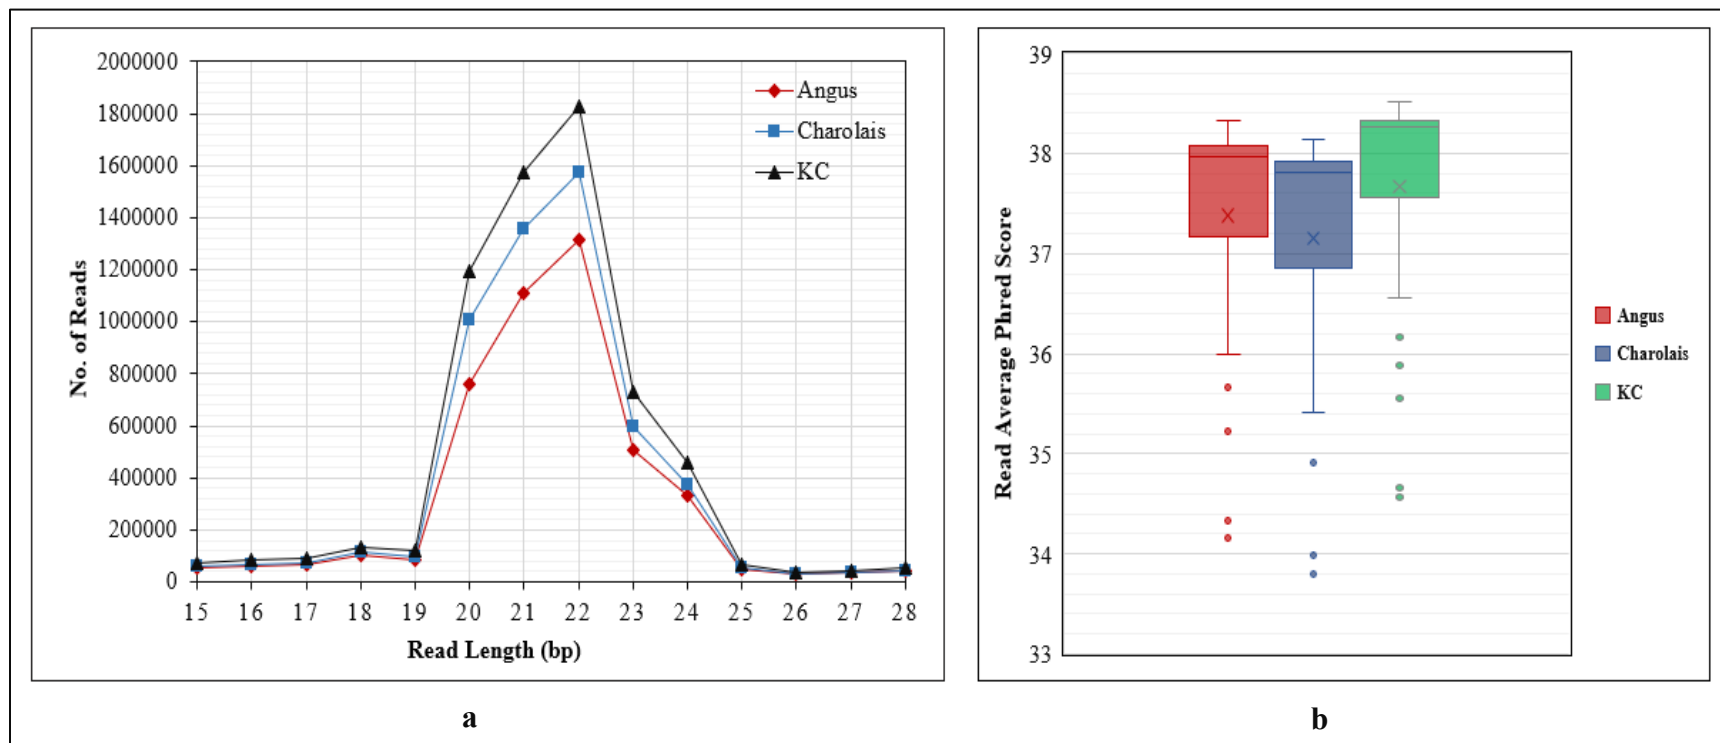 2000000
1800000
1600000
1400000
1200000
1000000
800000
600000
400000
200000
0
No. of Reads
15 16 17 18 19 20 21 22 23 24 25 26 27 28
Read Length (bp)
Angus
Charolais
KC
a
39
38
37
36
35
34
33
Read Average Phred Score
Angus
Charolais
KC
b